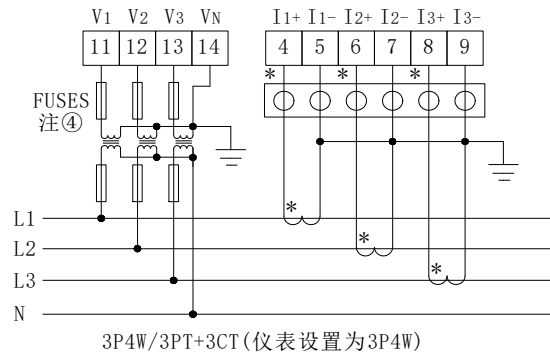 V1 V2 V3 VN I1+ I1- I2+ I2- I3+ I3-
11 12 13 14 4 5 6 7 8 9
* * *
FUSES
注④
L1 *
L2 *
L3 *
N
3P4W/3PT+3CT(仪表设置为3P4W)